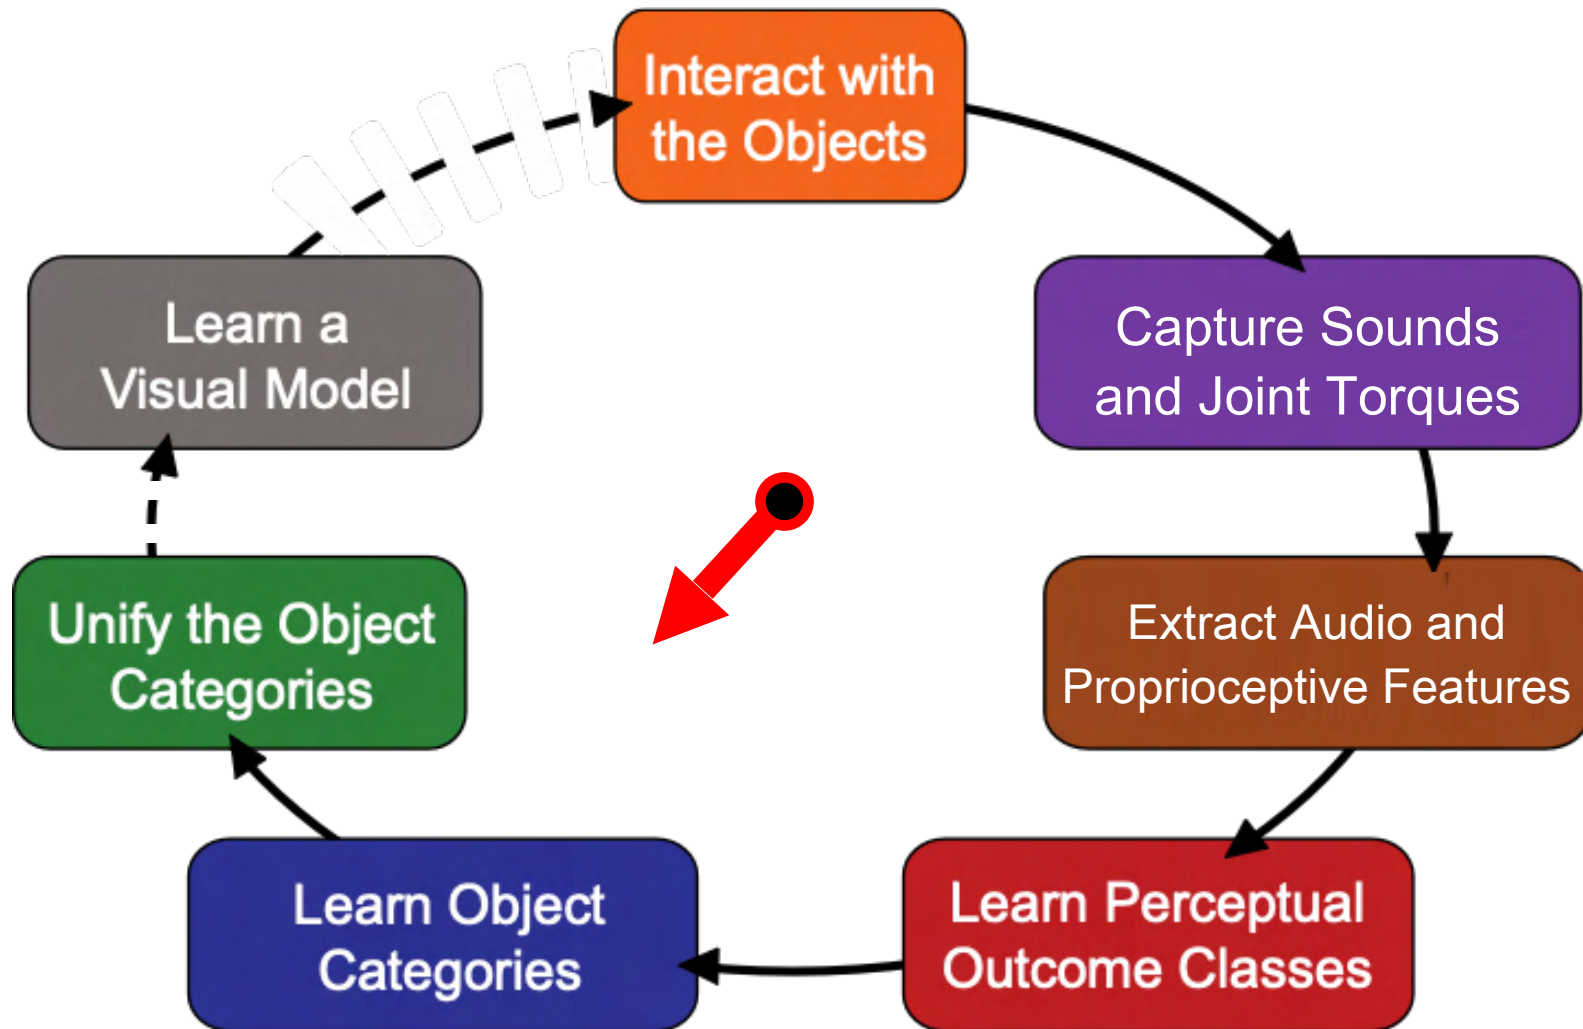 Interact with
the Objects
Capture Sounds
and Joint Torques
Extract Audio and
Proprioceptive Features
Learn Perceptual
Outcome Classes
Learn Object
Categories
Unify the Object
Categories
Learn a
Visual Model